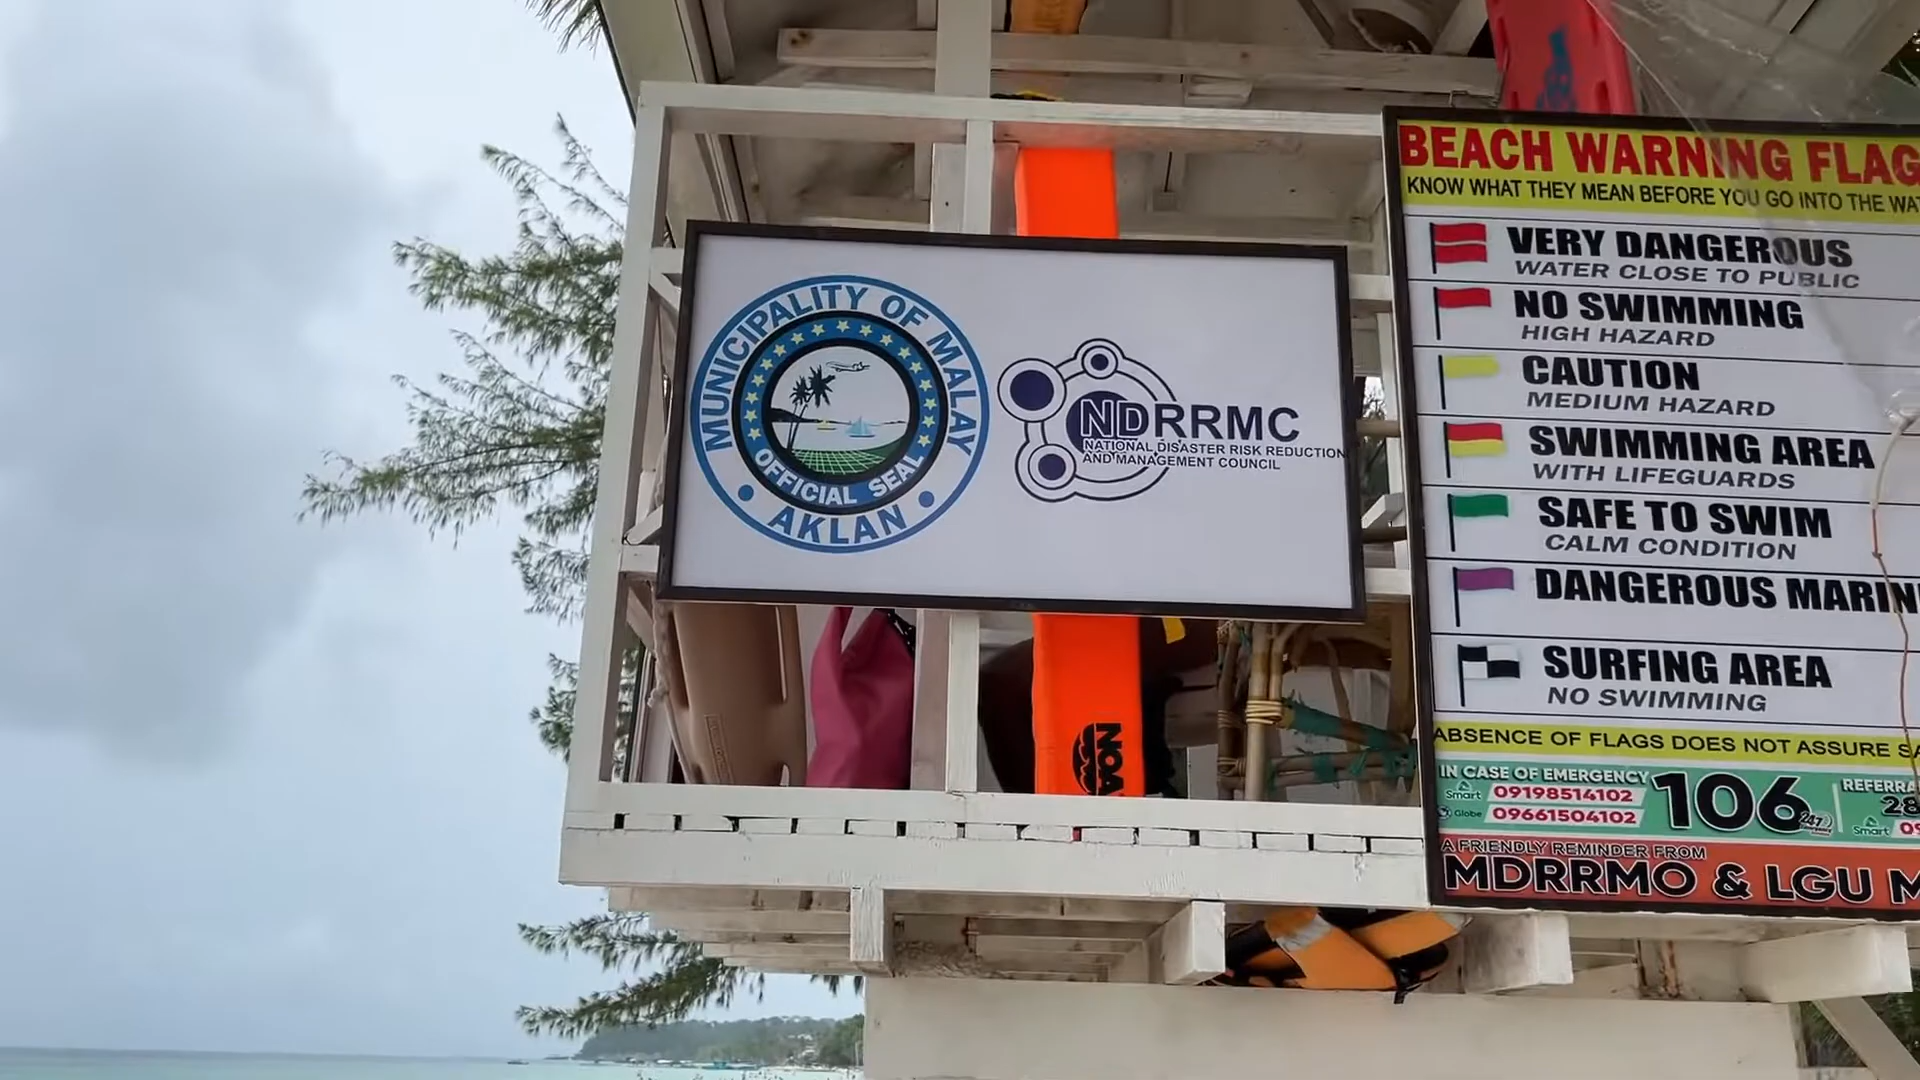 MUNICIPALITY OF MALAY
OFFICIAL SEAL
AKLAN
NDRRMC
NATIONAL DISASTER RISK REDUCTION
AND MANAGEMENT COUNCIL
BEACH WARNING FLAG
KNOW WHAT THEY MEAN BEFORE YOU GO INTO THE WAT
VERY DANGEROUS
WATER CLOSE TO PUBLIC
NO SWIMMING
HIGH HAZARD
CAUTION
MEDIUM HAZARD
SWIMMING AREA
WITH LIFEGUARDS
SAFE TO SWIM
CALM CONDITION
DANGEROUS MARIN
SURFING AREA
NO SWIMMING
ABSENCE OF FLAGS DOES NOT ASSURE SA
IN CASE OF EMERGENCY
Smart 09198514102
Globe 09661504102
106
24/7
REFERRA
28
Smart 09
A FRIENDLY REMINDER FROM
MDRRMO & LGU M
NOA